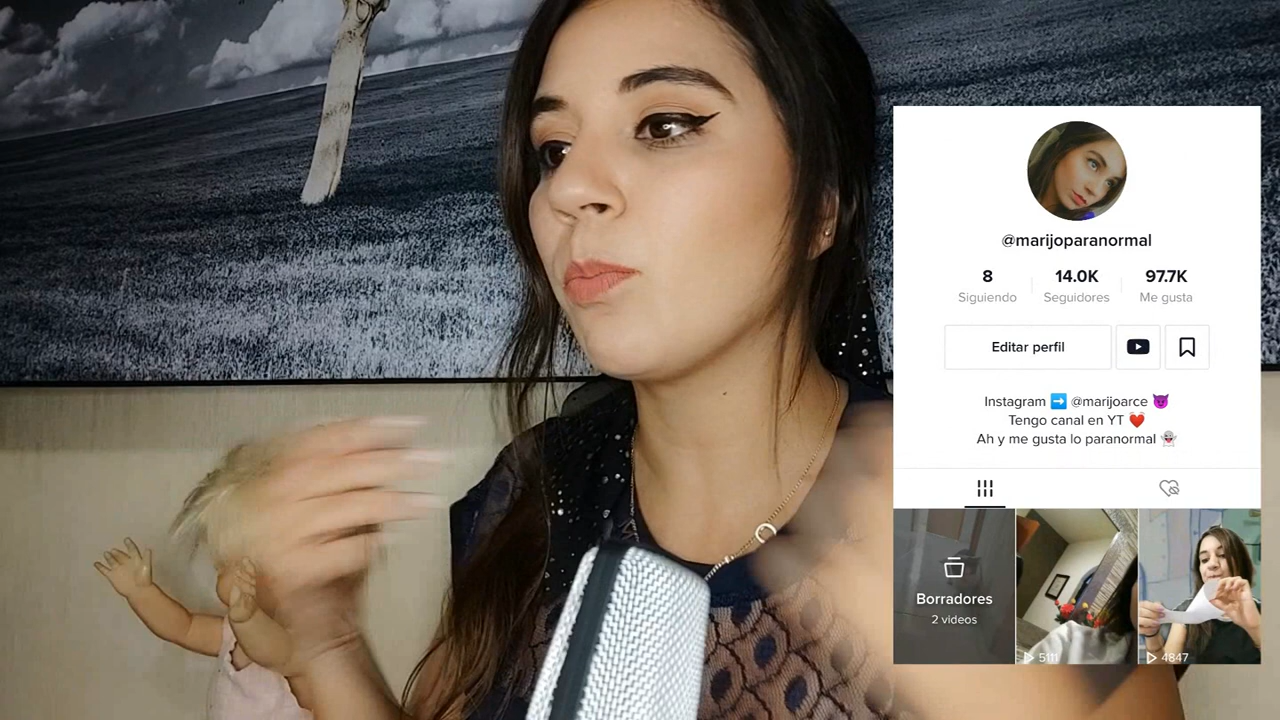 @marijoparanormal
8 14.0K 97.7K
Siguiendo Seguidores Me gusta
Editar perfil
Instagram ➡️ @marijoarce 😈
Tengo canal en YT ❤️
Ah y me gusta lo paranormal 👻
Borradores
2 videos
5111 4847